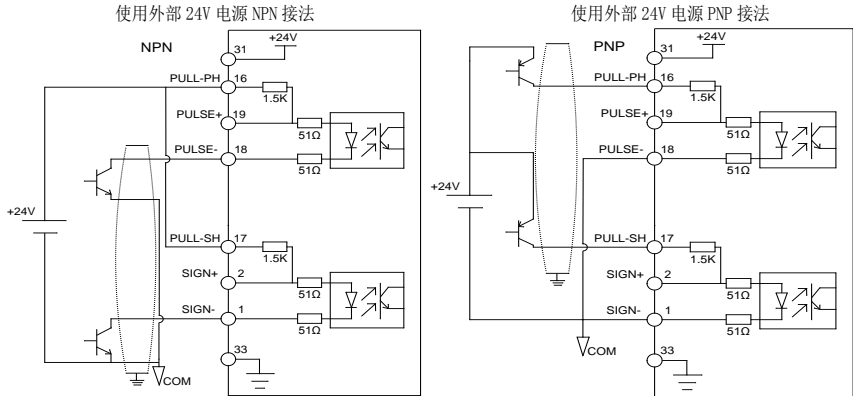 使用外部 24V 电源 NPN 接法
NPN
+24V
31
PULL-PH
16
1.5K
PULSE+
19
51Ω
PULSE-
18
51Ω
+24V
PULL-SH
17
1.5K
SIGN+
2
51Ω
SIGN-
1
51Ω
33
COM
使用外部 24V 电源 PNP 接法
PNP
+24V
31
PULL-PH
16
1.5K
PULSE+
19
51Ω
PULSE-
18
51Ω
+24V
PULL-SH
17
1.5K
SIGN+
2
51Ω
SIGN-
1
51Ω
COM
33